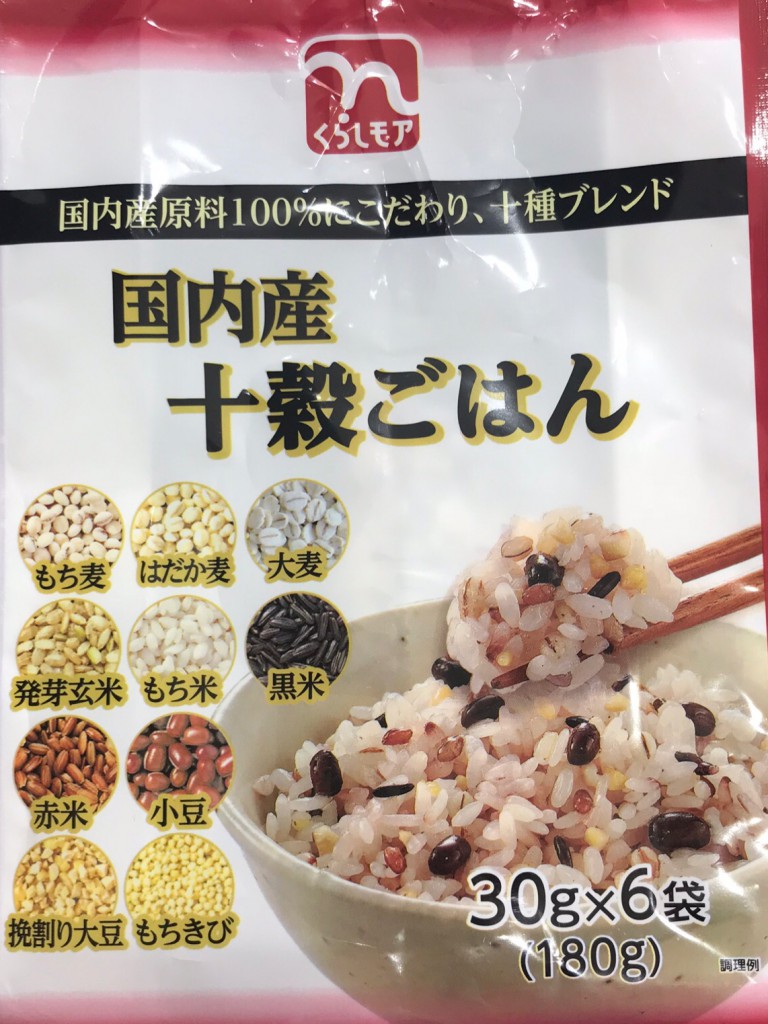 くらしモア
国内産原料100%にこだわり、十種ブレンド
国内産
十穀ごはん
もち麦
はだか麦
大麦
発芽玄米
もち米
黒米
赤米
小豆
挽割り大豆
もちきび
30g×6袋
(180g)
調理例